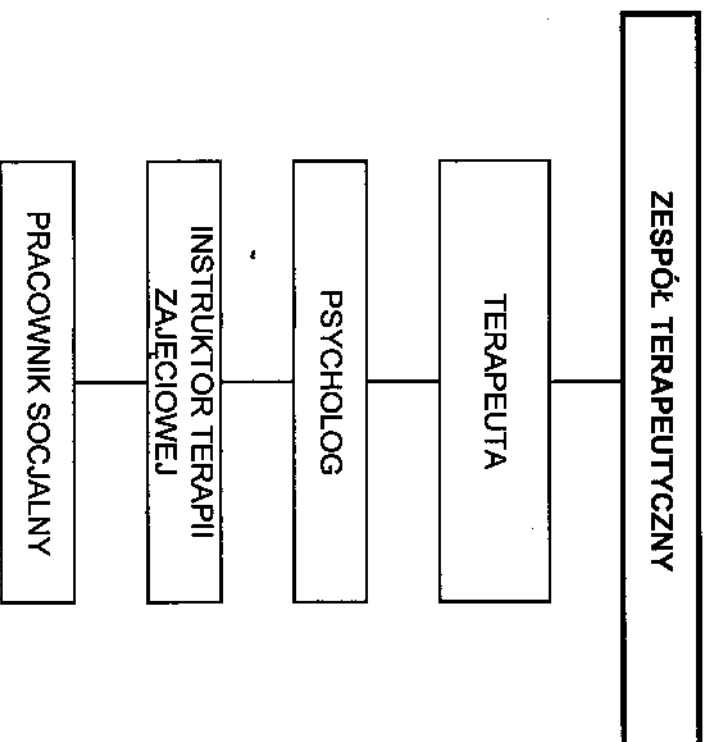 ZESPÓŁ TERAPEUTYCZNY
TERAPEUTA
PSYCHOLOG
INSTRUKTOR TERAPII
ZAJĘCIOWEJ
PRACOWNIK SOCJALNY